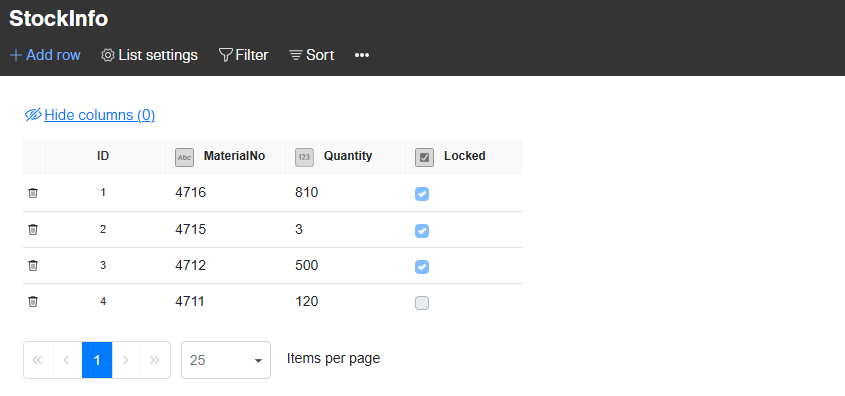 StockInfo
+ Add row List settings Filter Sort •••
Hide columns (0)
ID Abc MaterialNo 123 Quantity Locked
1 4716 810
2 4715 3
3 4712 500
4 4711 120
« ‹ 1 › » 25 Items per page